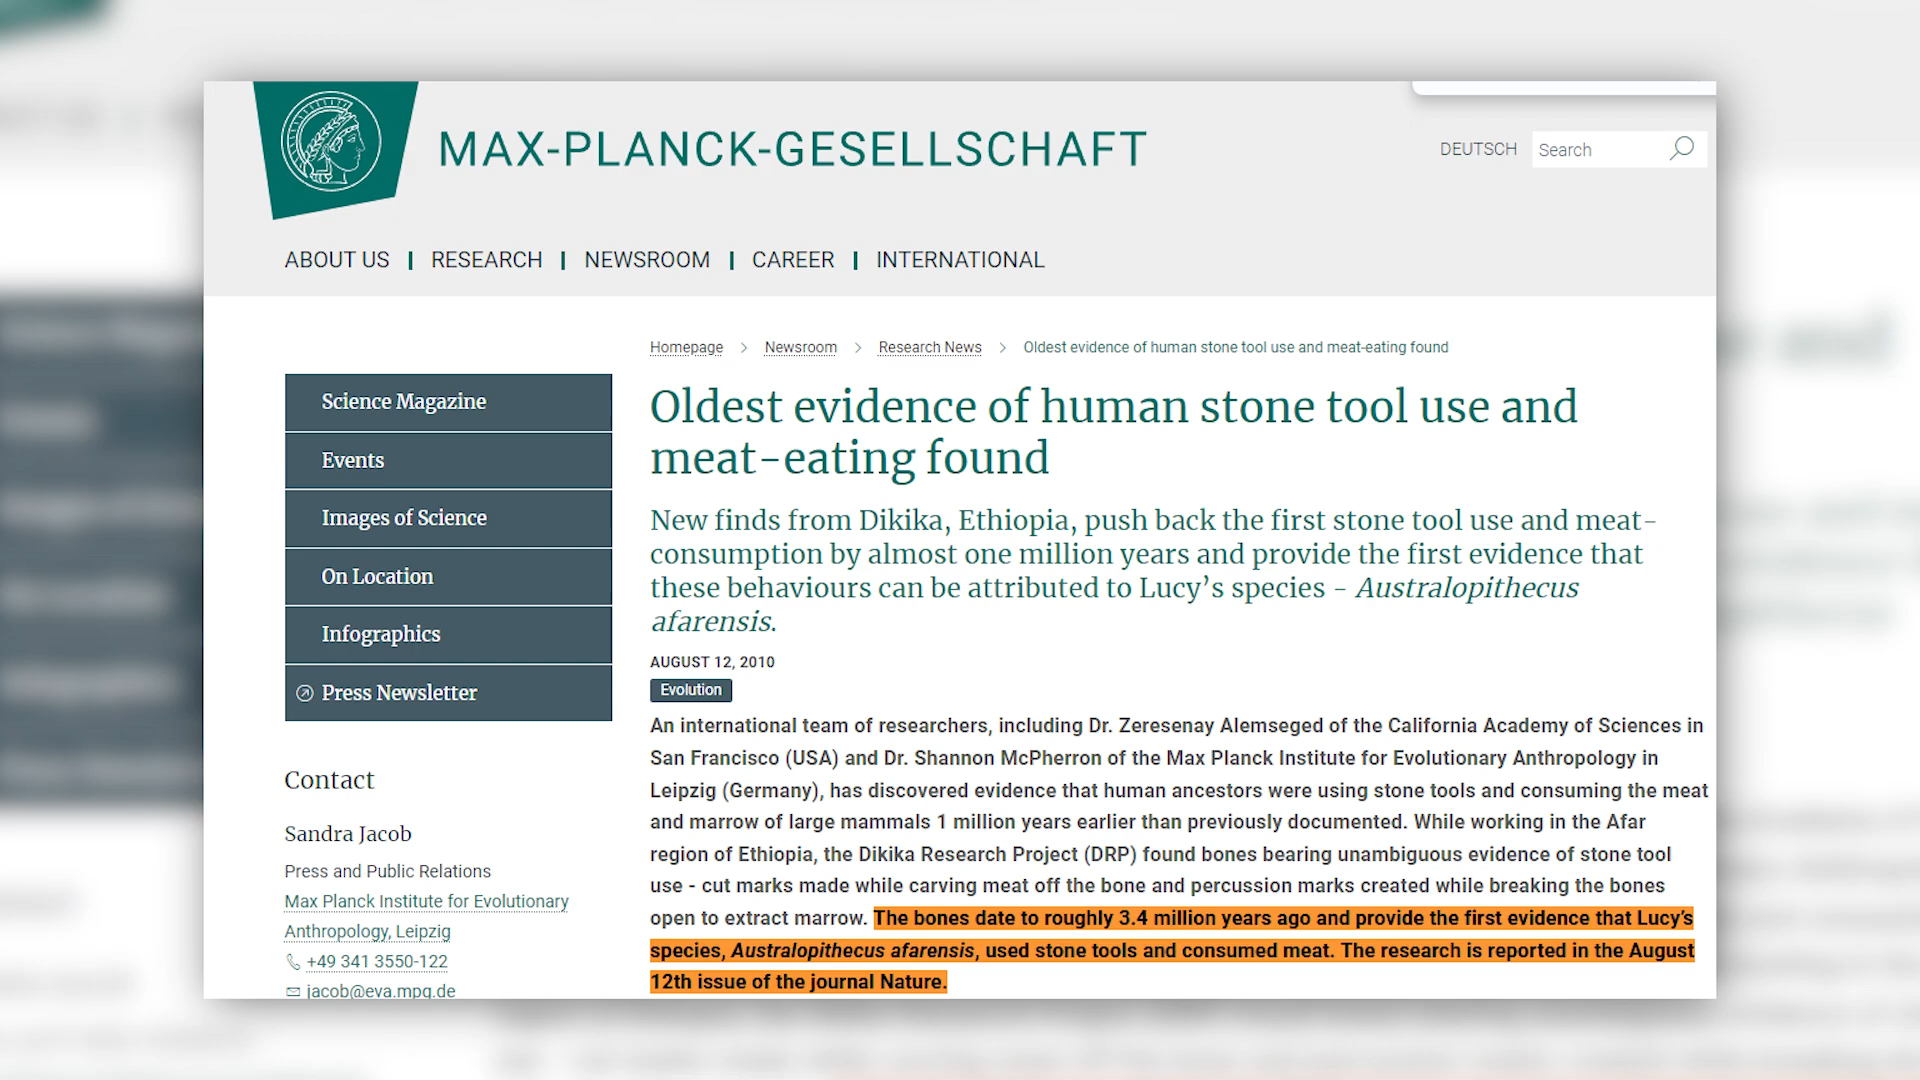 MAX-PLANCK-GESELLSCHAFT
DEUTSCH
Search
ABOUT US
RESEARCH
NEWSROOM
CAREER
INTERNATIONAL
Homepage > Newsroom > Research News > Oldest evidence of human stone tool use and meat-eating found
Science Magazine
Events
Images of Science
On Location
Infographics
Press Newsletter
Contact
Sandra Jacob
Press and Public Relations
Max Planck Institute for Evolutionary
Anthropology, Leipzig
+49 341 3550-122
jacob@eva.mpg.de
Oldest evidence of human stone tool use and
meat-eating found
New finds from Dikika, Ethiopia, push back the first stone tool use and meat-
consumption by almost one million years and provide the first evidence that
these behaviours can be attributed to Lucy’s species - Australopithecus
afarensis.
AUGUST 12, 2010
Evolution
An international team of researchers, including Dr. Zeresenay Alemseged of the California Academy of Sciences in
San Francisco (USA) and Dr. Shannon McPherron of the Max Planck Institute for Evolutionary Anthropology in
Leipzig (Germany), has discovered evidence that human ancestors were using stone tools and consuming the meat
and marrow of large mammals 1 million years earlier than previously documented. While working in the Afar
region of Ethiopia, the Dikika Research Project (DRP) found bones bearing unambiguous evidence of stone tool
use - cut marks made while carving meat off the bone and percussion marks created while breaking the bones
open to extract marrow. The bones date to roughly 3.4 million years ago and provide the first evidence that Lucy’s
species, Australopithecus afarensis, used stone tools and consumed meat. The research is reported in the August
12th issue of the journal Nature.